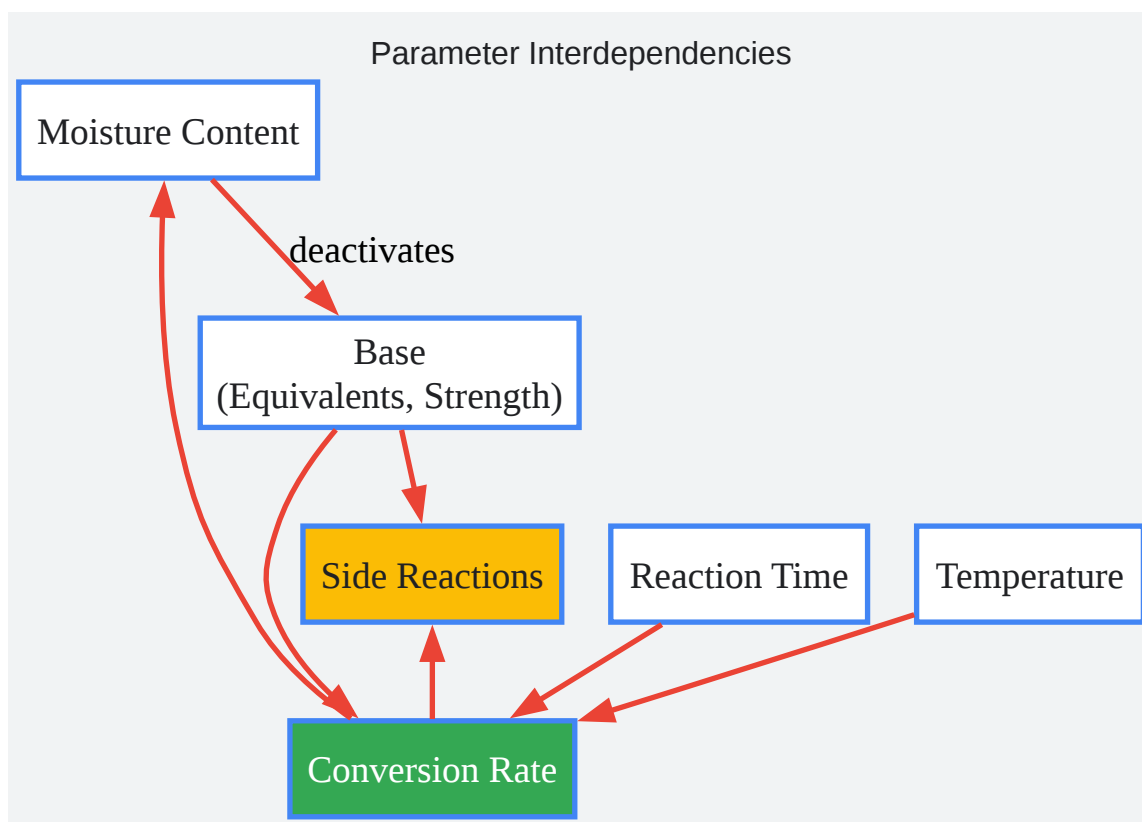 Parameter Interdependencies
Moisture Content
deactivates
Base
(Equivalents, Strength)
Side Reactions
Reaction Time
Temperature
Conversion Rate